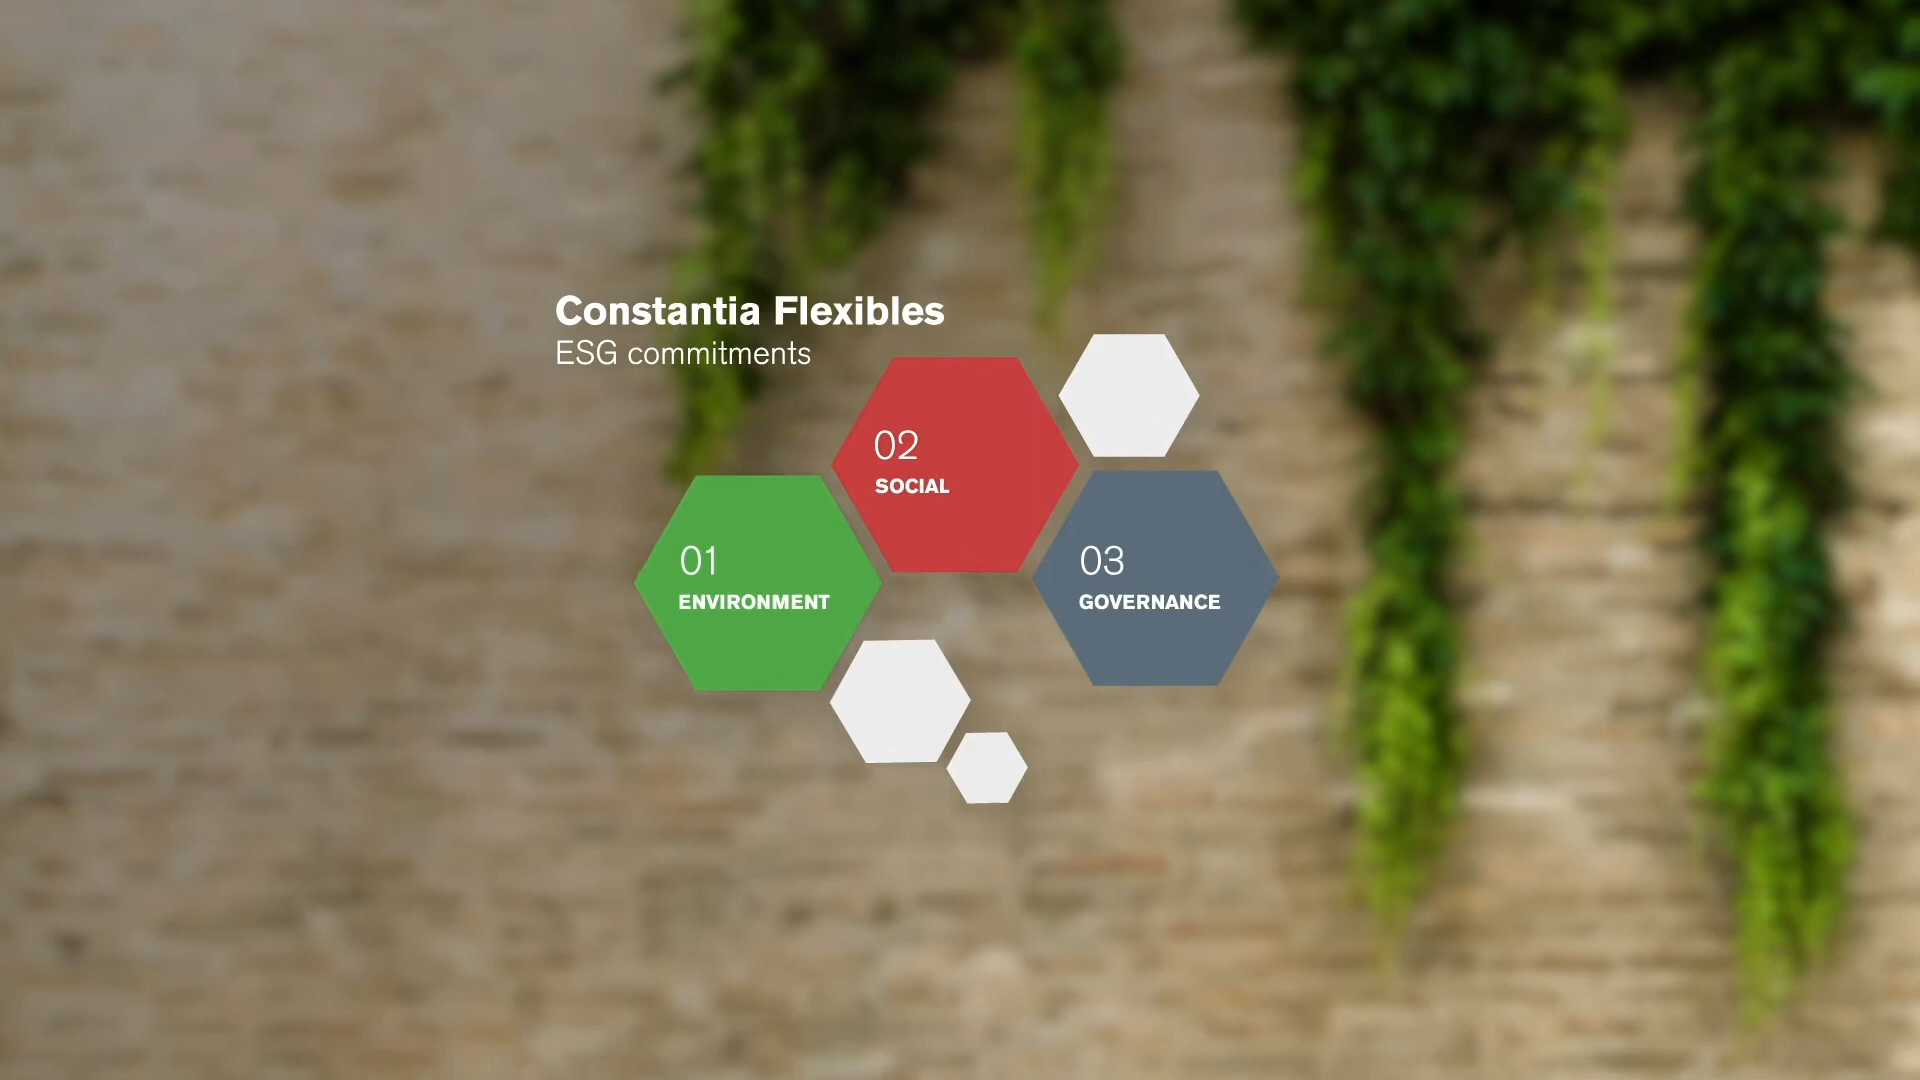 Constantia Flexibles
ESG commitments
01
ENVIRONMENT
02
SOCIAL
03
GOVERNANCE